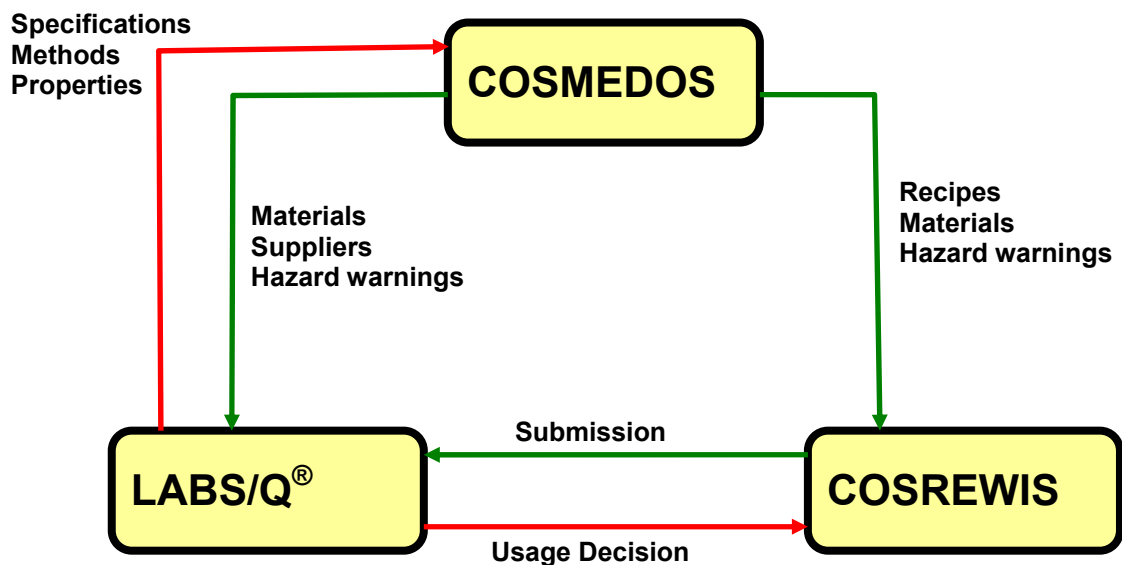 Specifications
Methods
Properties
COSMEDOS
Materials
Suppliers
Hazard warnings
Recipes
Materials
Hazard warnings
Submission
LABS/Q®
COSREWIS
Usage Decision